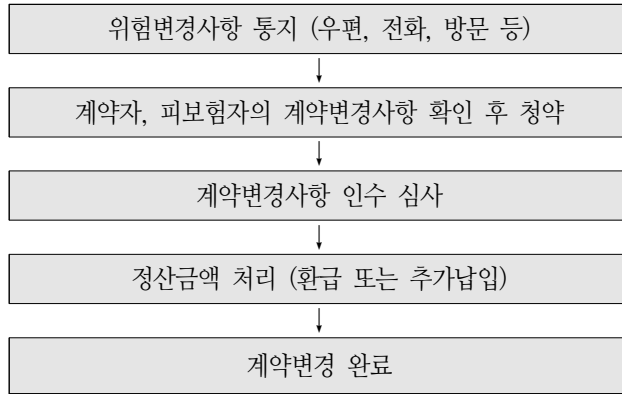 위험변경사항 통지 (우편, 전화, 방문 등)
계약자, 피보험자의 계약변경사항 확인 후 청약
계약변경사항 인수 심사
정산금액 처리 (환급 또는 추가납입)
계약변경 완료